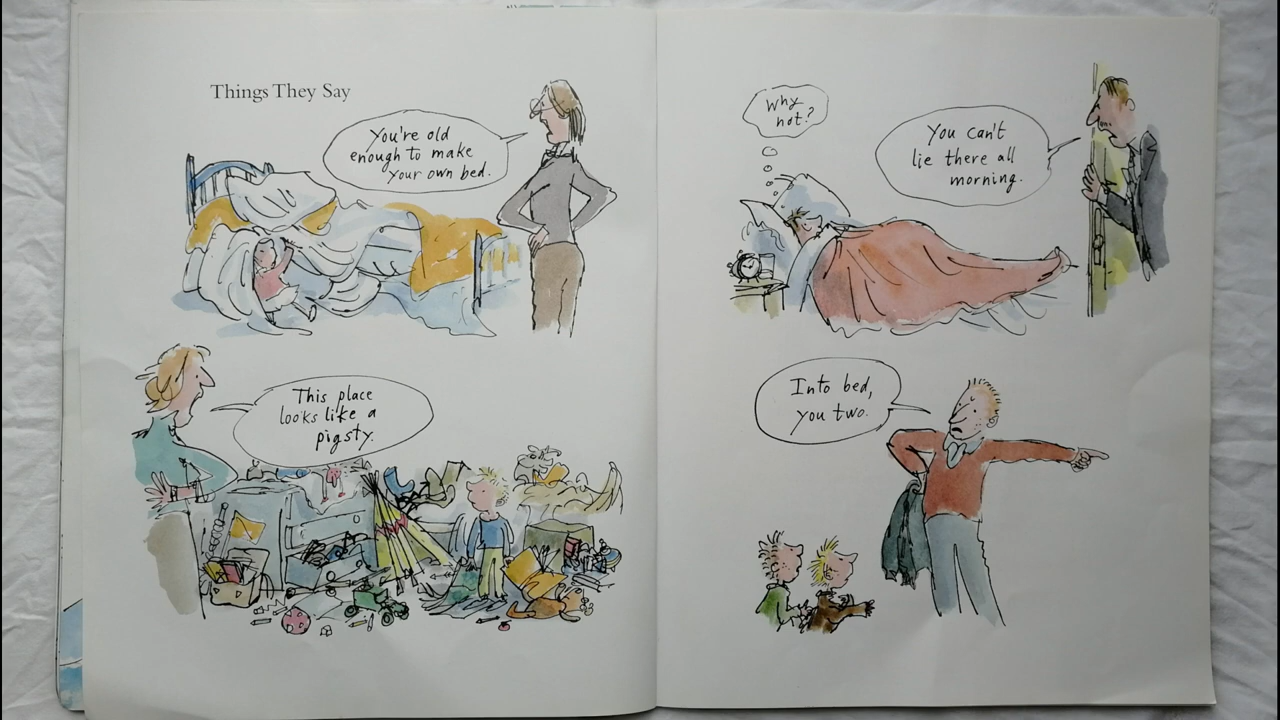 Things They Say
You're old
enough to make
your own bed.
This place
looks like a
pigsty.
Why
not?
You can't
lie there all
morning.
Into bed,
you two.